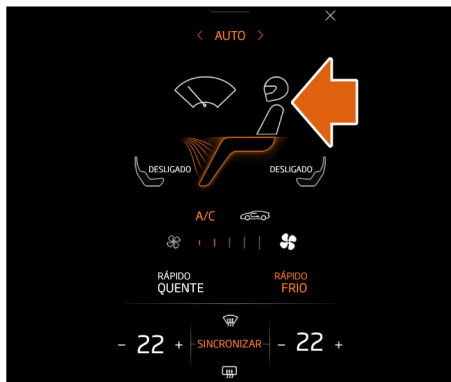 AUTO
DESLIGADO
DESLIGADO
A/C
RÁPIDO
QUENTE
RÁPIDO
FRIO
- 22 +
SINCRONIZAR
- 22 +